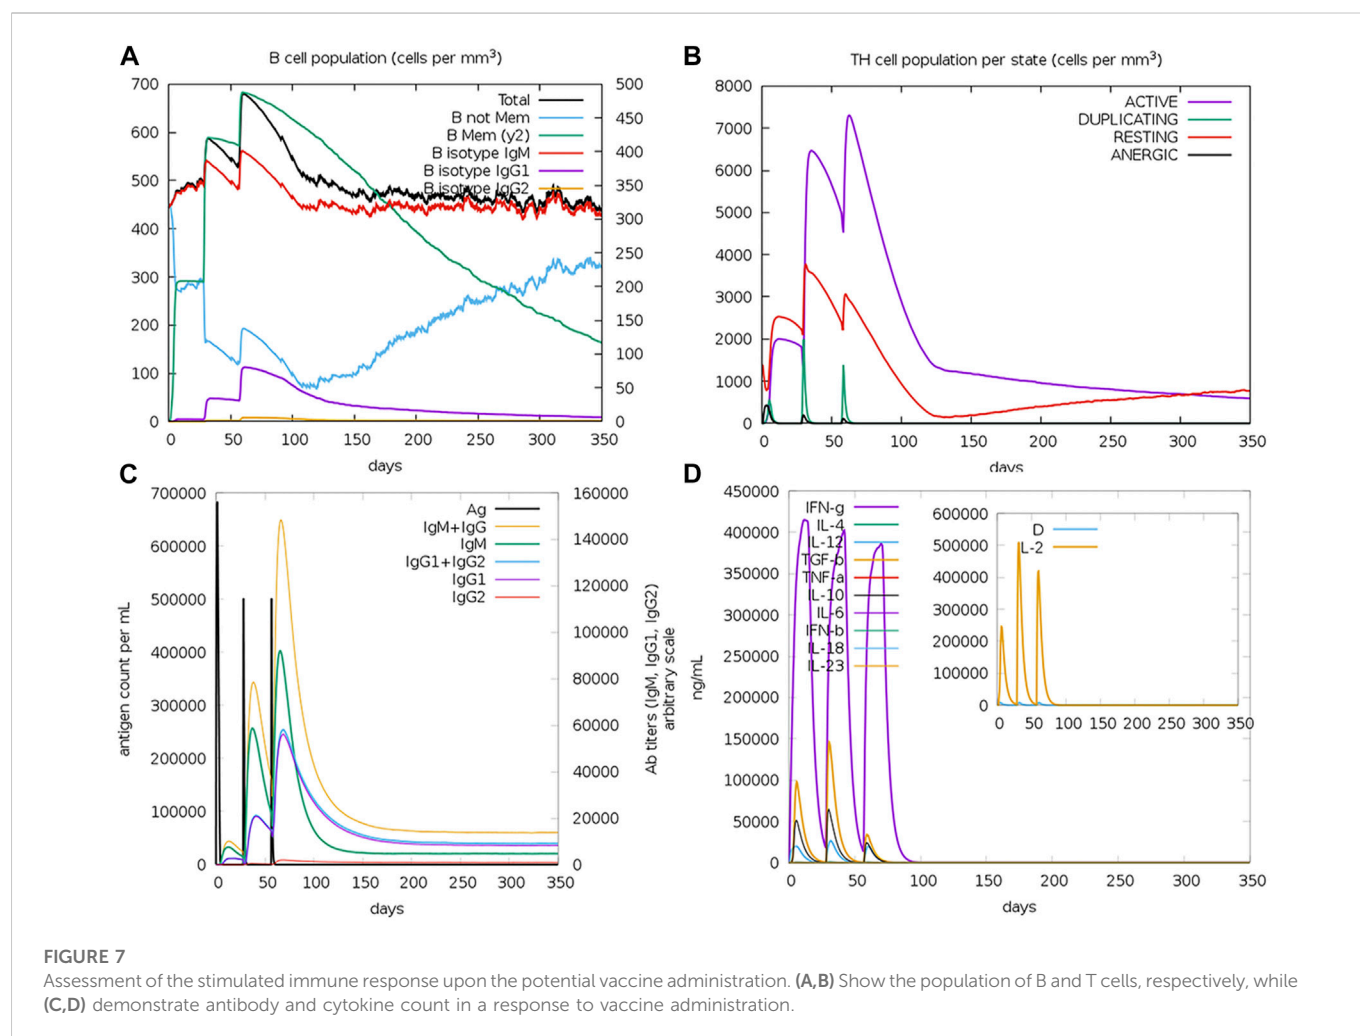 A
B cell population (cells per mm³)
700
600
500
400
300
200
100
0
500
450
400
350
300
250
200
150
100
50
0
Total
B not Mem
B Mem (y2)
B isotype IgM
B isotype IgG1
B isotype IgG2
0 50 100 150 200 250 300 350
days
B
TH cell population per state (cells per mm³)
8000
7000
6000
5000
4000
3000
2000
1000
0
ACTIVE
DUPLICATING
RESTING
ANERGIC
0 50 100 150 200 250 300 350
days
C
antigen count per mL
700000
600000
500000
400000
300000
200000
100000
0
160000
140000
120000
100000
80000
60000
40000
20000
0
Ab titers (IgM, IgG1, IgG2)
arbitrary scale
Ag
IgM+IgG
IgM
IgG1+IgG2
IgG1
IgG2
0 50 100 150 200 250 300 350
days
D
ng/mL
450000
400000
350000
300000
250000
200000
150000
100000
50000
0
IFN-g
IL-4
IL-12
TGF-b
TNF-a
IL-10
IL-6
IFN-b
IL-18
IL-23
600000
500000
400000
300000
200000
100000
0
D
IL-2
0 50 100 150 200 250 300 350
0 50 100 150 200 250 300 350
days
FIGURE 7
Assessment of the stimulated immune response upon the potential vaccine administration. (A,B) Show the population of B and T cells, respectively, while
(C,D) demonstrate antibody and cytokine count in a response to vaccine administration.